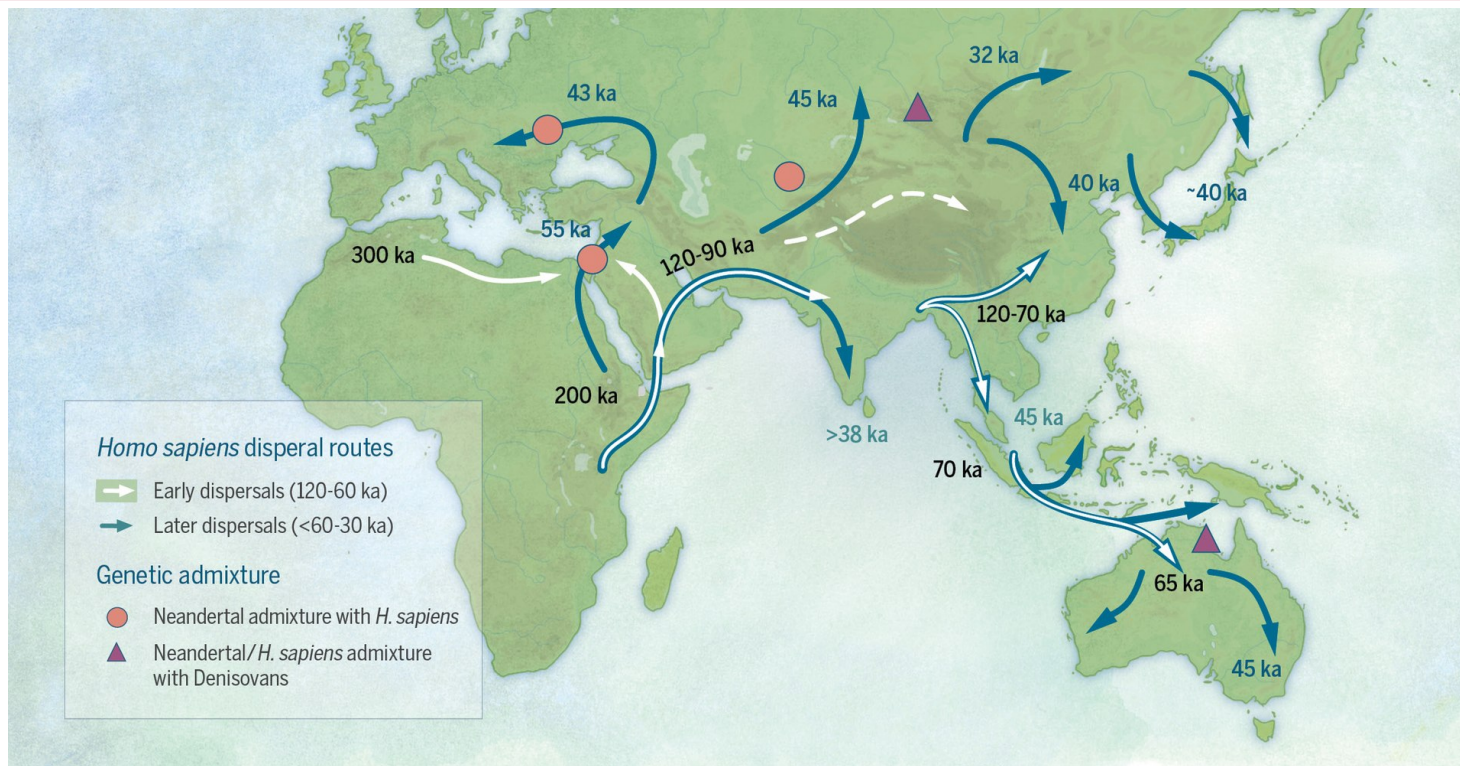 32 ka
43 ka
45 ka
40 ka
~40 ka
55 ka
300 ka
120-90 ka
120-70 ka
200 ka
45 ka
>38 ka
70 ka
65 ka
45 ka
Homo sapiens disperal routes
Early dispersals (120-60 ka)
Later dispersals (<60-30 ka)
Genetic admixture
Neandertal admixture with H. sapiens
Neandertal/H. sapiens admixture
with Denisovans